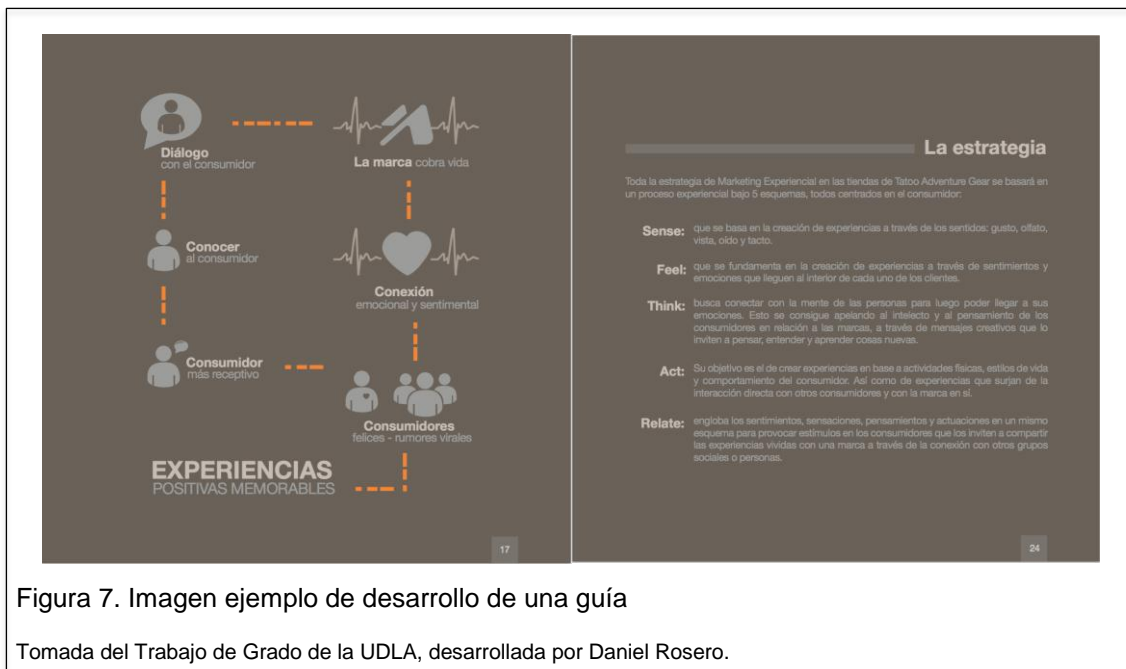 Diálogo
con el consumidor
La marca cobra vida
Conocer
al consumidor
Conexión
emocional y sentimental
Consumidor
más receptivo
Consumidores
felices - rumores virales
EXPERIENCIAS
POSITIVAS MEMORABLES
17
La estrategia
Toda la estrategia de Marketing Experiencial en las tiendas de Tatoo Adventure Gear se basará en
un proceso experiencial bajo 5 esquemas, todos centrados en el consumidor:
Sense: que se basa en la creación de experiencias a través de los sentidos: gusto, olfato,
vista, oído y tacto.
Feel: que se fundamenta en la creación de experiencias a través de sentimientos y
emociones que lleguen al interior de cada uno de los clientes.
Think: busca conectar con la mente de las personas para luego poder llegar a sus
emociones. Esto se consigue apelando al intelecto y al pensamiento de los
consumidores en relación a las marcas, a través de mensajes creativos que lo
inviten a pensar, entender y aprender cosas nuevas.
Act: Su objetivo es el de crear experiencias en base a actividades físicas, estilos de vida
y comportamiento del consumidor. Así como de experiencias que surjan de la
interacción directa con otros consumidores y con la marca en sí.
Relate: engloba los sentimientos, sensaciones, pensamientos y actuaciones en un mismo
esquema para provocar estímulos en los consumidores que los inviten a compartir
las experiencias vividas con una marca a través de la conexión con otros grupos
sociales o personas.
24
Figura 7. Imagen ejemplo de desarrollo de una guía
Tomada del Trabajo de Grado de la UDLA, desarrollada por Daniel Rosero.